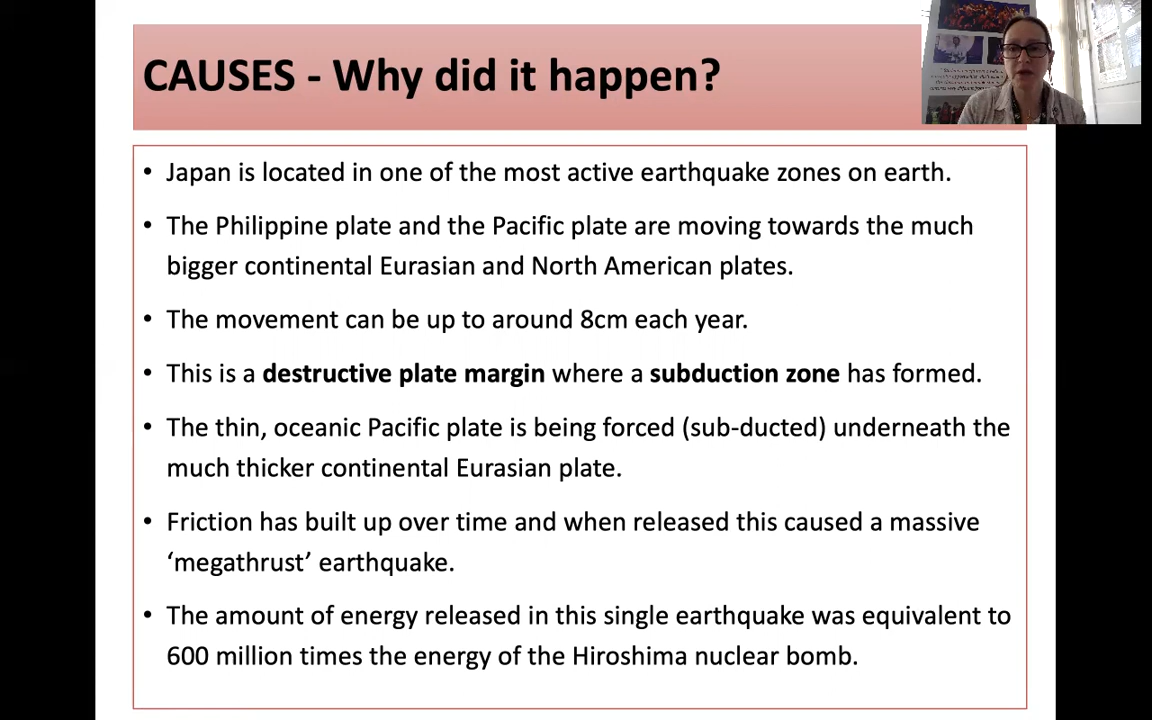 CAUSES - Why did it happen?
• Japan is located in one of the most active earthquake zones on earth.
• The Philippine plate and the Pacific plate are moving towards the much
bigger continental Eurasian and North American plates.
• The movement can be up to around 8cm each year.
• This is a destructive plate margin where a subduction zone has formed.
• The thin, oceanic Pacific plate is being forced (sub-ducted) underneath the
much thicker continental Eurasian plate.
• Friction has built up over time and when released this caused a massive
‘megathrust’ earthquake.
• The amount of energy released in this single earthquake was equivalent to
600 million times the energy of the Hiroshima nuclear bomb.